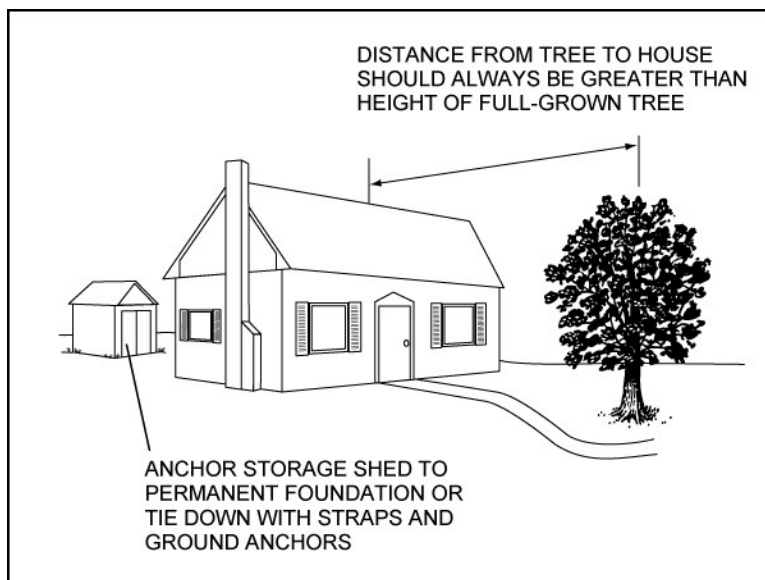 DISTANCE FROM TREE TO HOUSE
SHOULD ALWAYS BE GREATER THAN
HEIGHT OF FULL-GROWN TREE
ANCHOR STORAGE SHED TO
PERMANENT FOUNDATION OR
TIE DOWN WITH STRAPS AND
GROUND ANCHORS